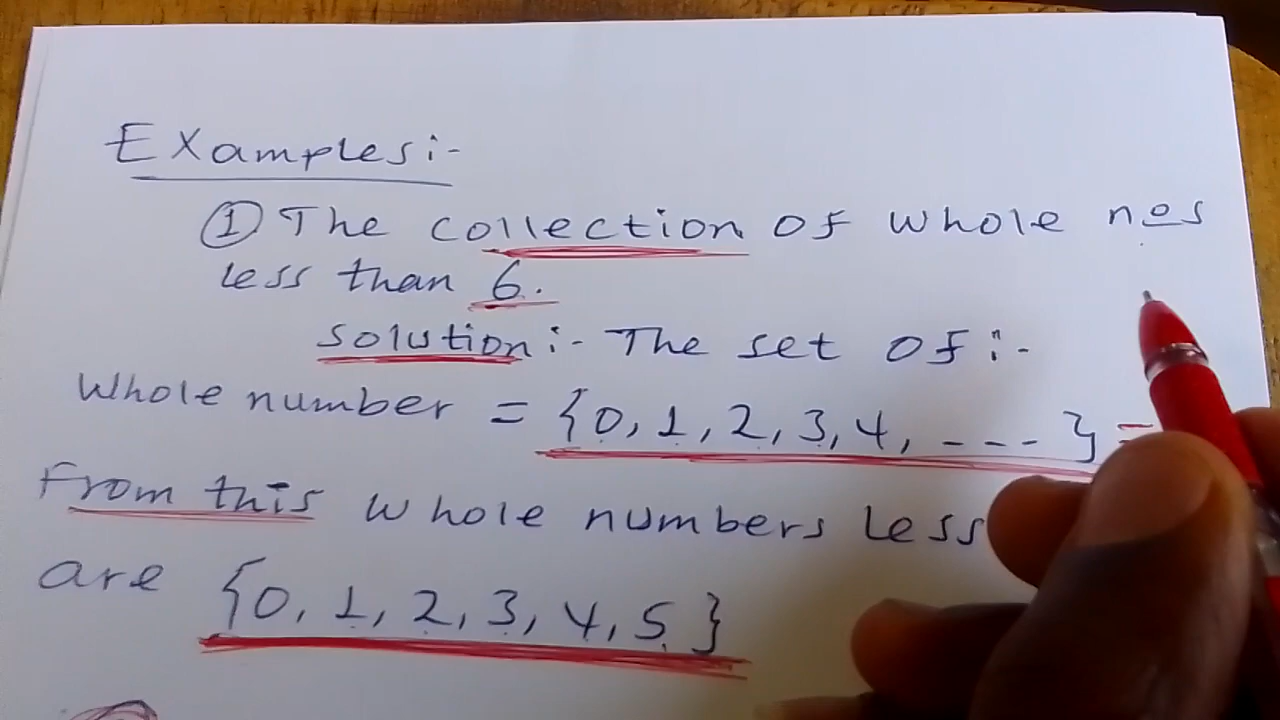 Examples:-
① The collection of whole nos
less than 6.
Solution:- The set of:-
Whole number = {0, 1, 2, 3, 4, --- } =
From this whole numbers less
are {0, 1, 2, 3, 4, 5}